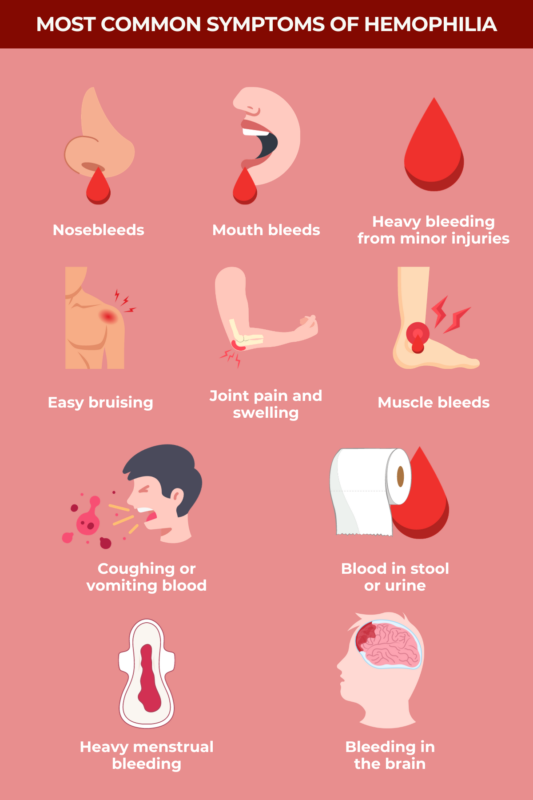 MOST COMMON SYMPTOMS OF HEMOPHILIA
Nosebleeds
Mouth bleeds
Heavy bleeding
from minor injuries
Easy bruising
Joint pain and
swelling
Muscle bleeds
Coughing or
vomiting blood
Blood in stool
or urine
Heavy menstrual
bleeding
Bleeding in
the brain